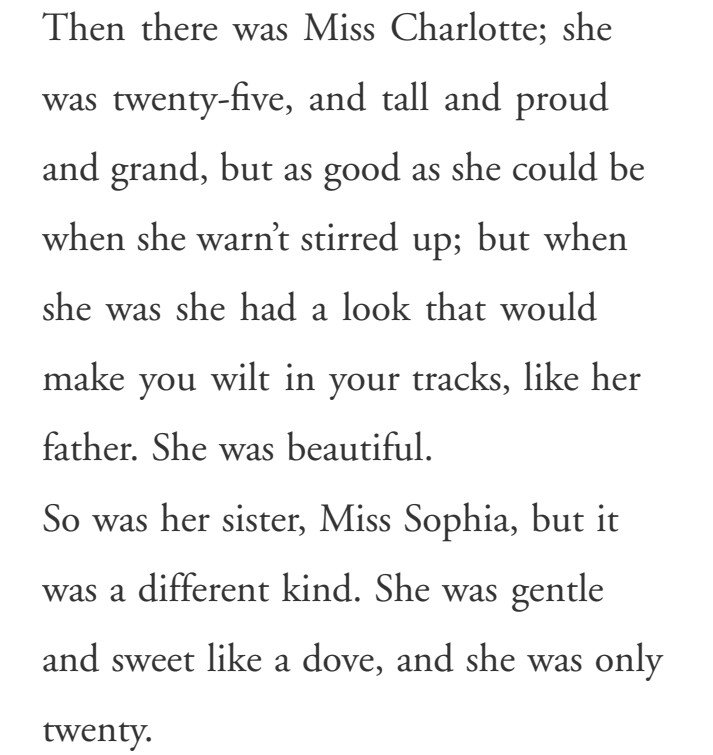 Then there was Miss Charlotte; she
was twenty-five, and tall and proud
and grand, but as good as she could be
when she warn’t stirred up; but when
she was she had a look that would
make you wilt in your tracks, like her
father. She was beautiful.
So was her sister, Miss Sophia, but it
was a different kind. She was gentle
and sweet like a dove, and she was only
twenty.